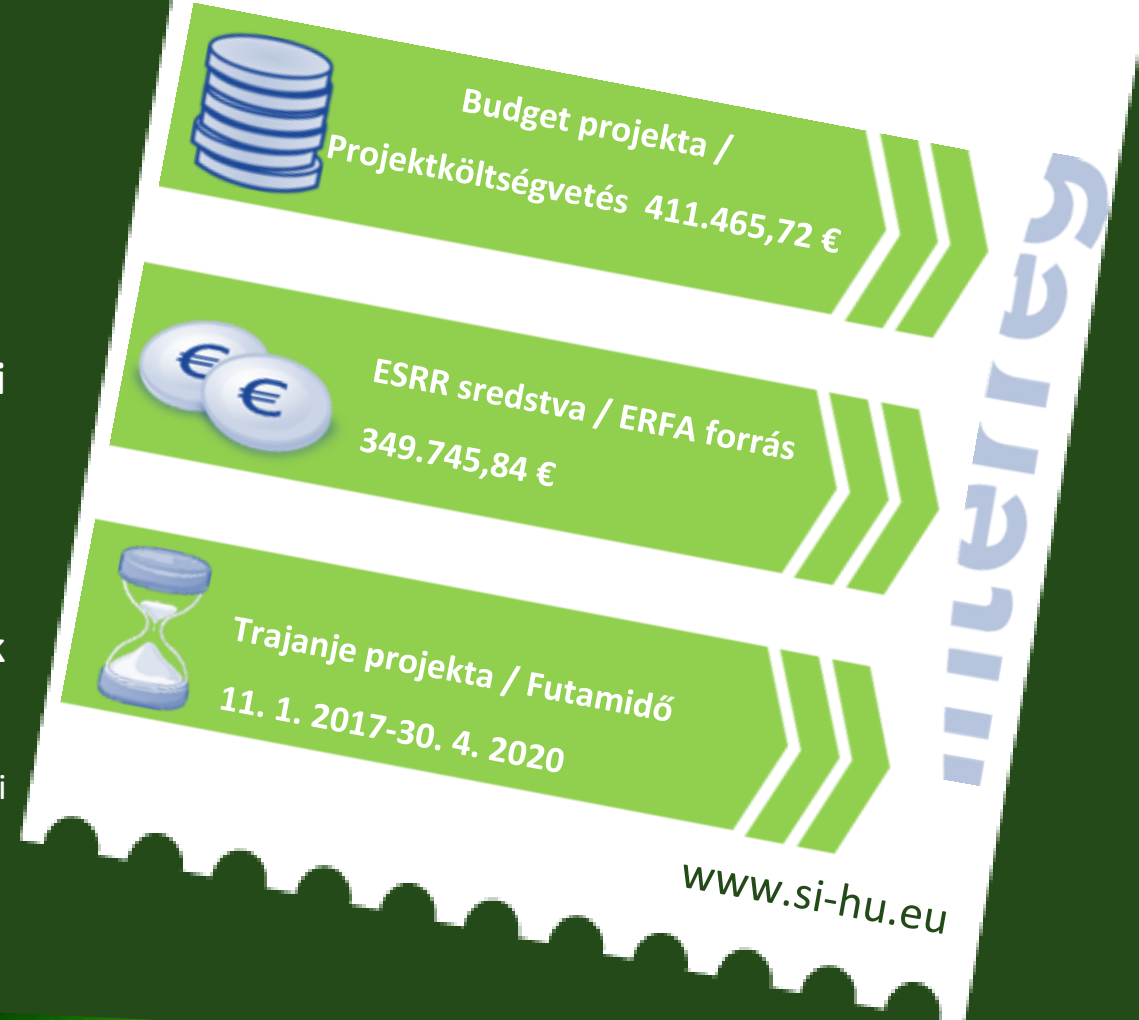 Budget projekta /
Projektköltségvetés 411.465,72 €
ESRR sredstva / ERFA forrás
349.745,84 €
Trajanje projekta / Futamidő
11. 1. 2017-30. 4. 2020
www.si-hu.eu
Interreg